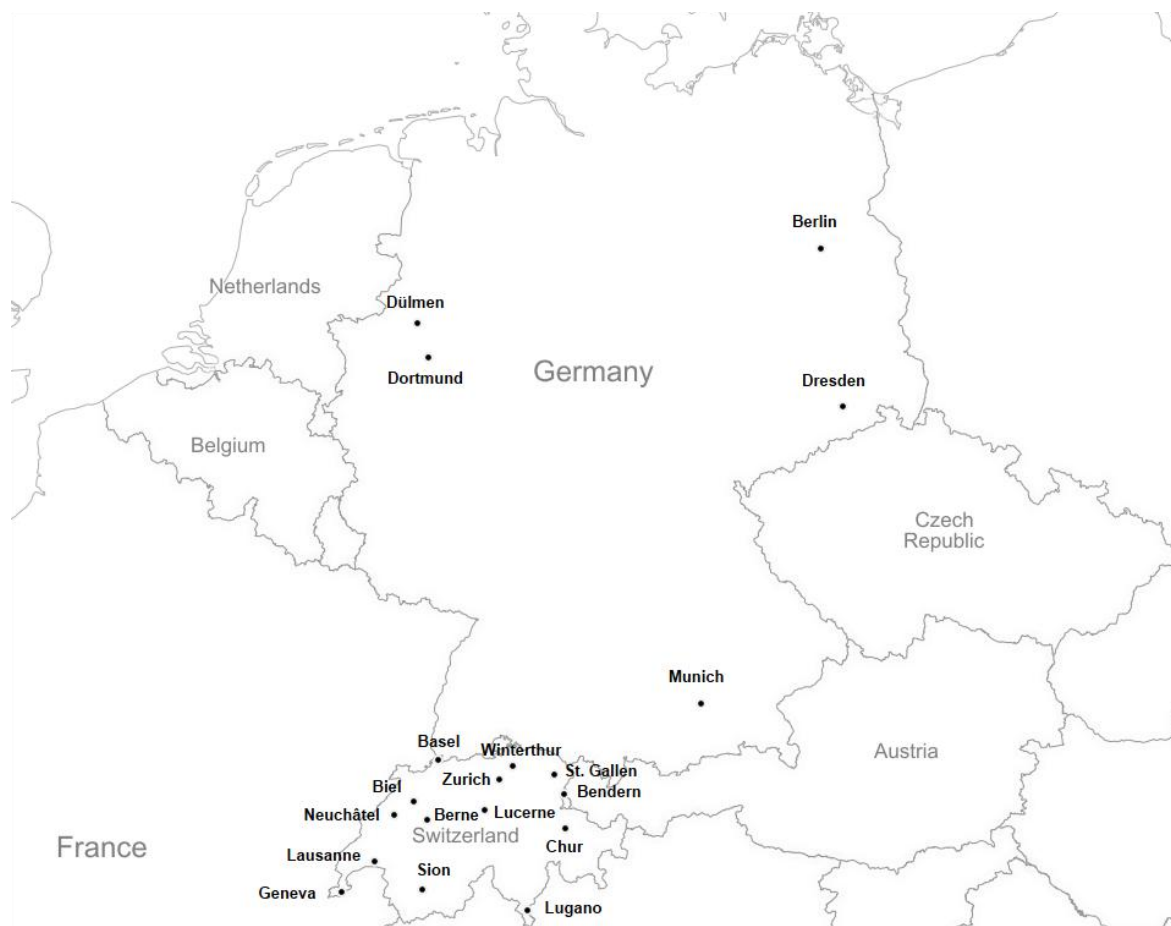 Berlin
Netherlands
Dülmen
Germany
Dortmund
Dresden
Belgium
Czech
Republic
Munich
Basel
Winterthur
Austria
Zurich
St. Gallen
Biel
Bendern
Neuchâtel
Berne
Lucerne
Switzerland
Chur
France
Lausanne
Sion
Geneva
Lugano